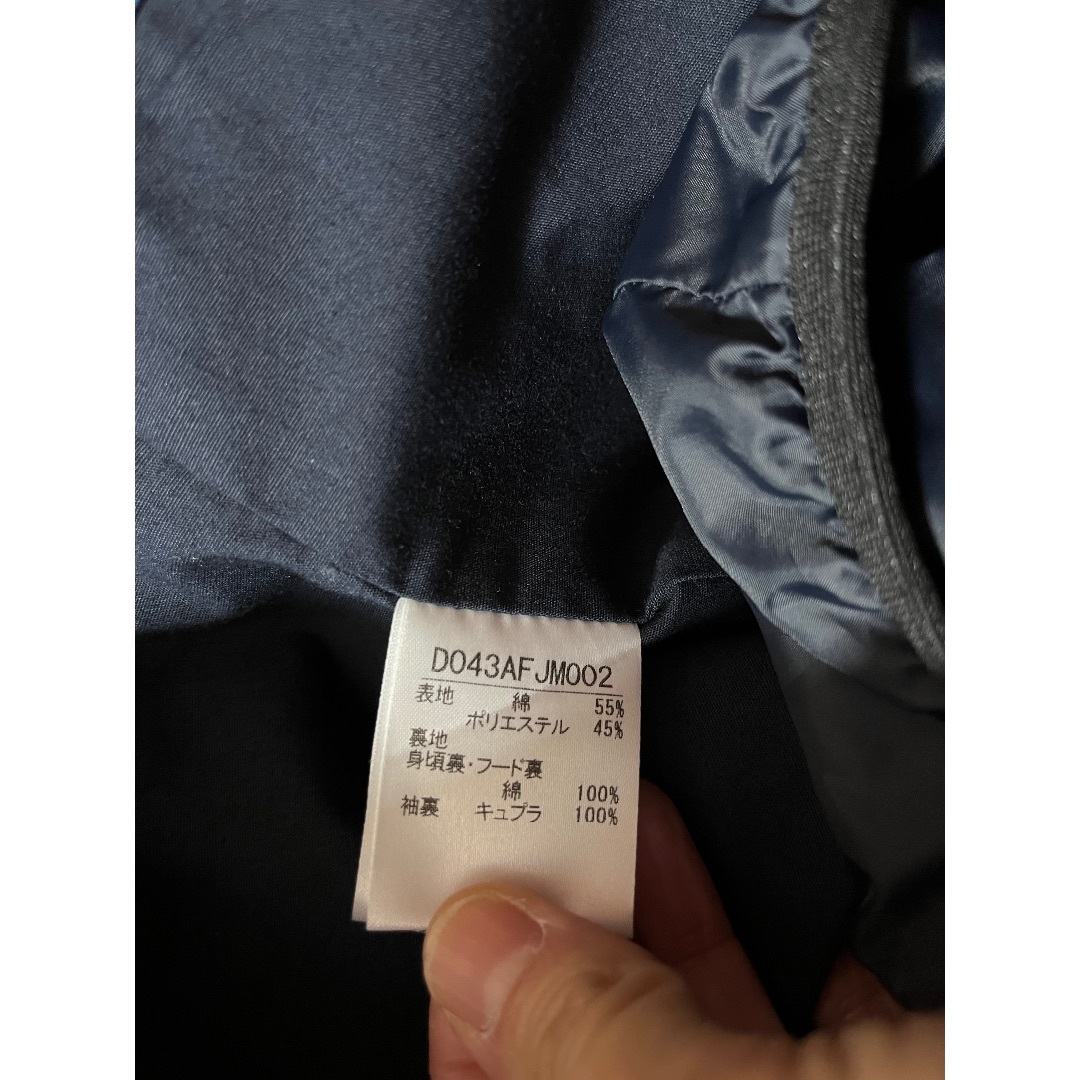 D043AFJM002
表地 綿 55%
ポリエステル 45%
裏地
身頃裏・フード裏
綿 100%
袖裏 キュプラ 100%